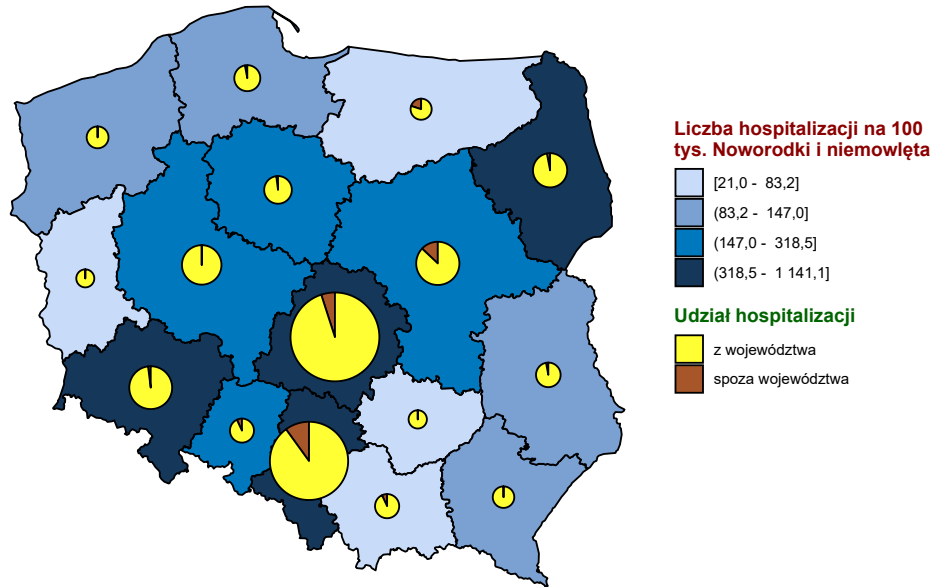 Liczba hospitalizacji na 100
tys. Noworodki i niemowlęta
[21,0 - 83,2]
(83,2 - 147,0]
(147,0 - 318,5]
(318,5 - 1 141,1]
Udział hospitalizacji
z województwa
spoza województwa